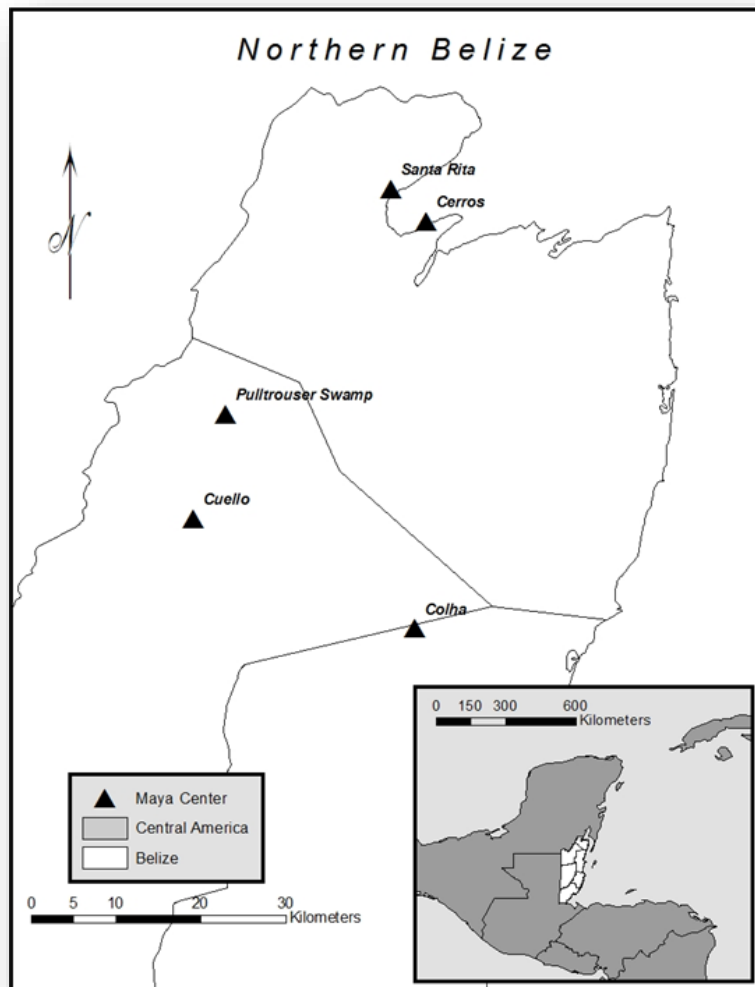 Northern Belize
N
Santa Rita
Cerros
Pulltrouser Swamp
Cuello
Colha
0 150 300 600
Kilometers
Maya Center
Central America
Belize
0 5 10 20 30
Kilometers